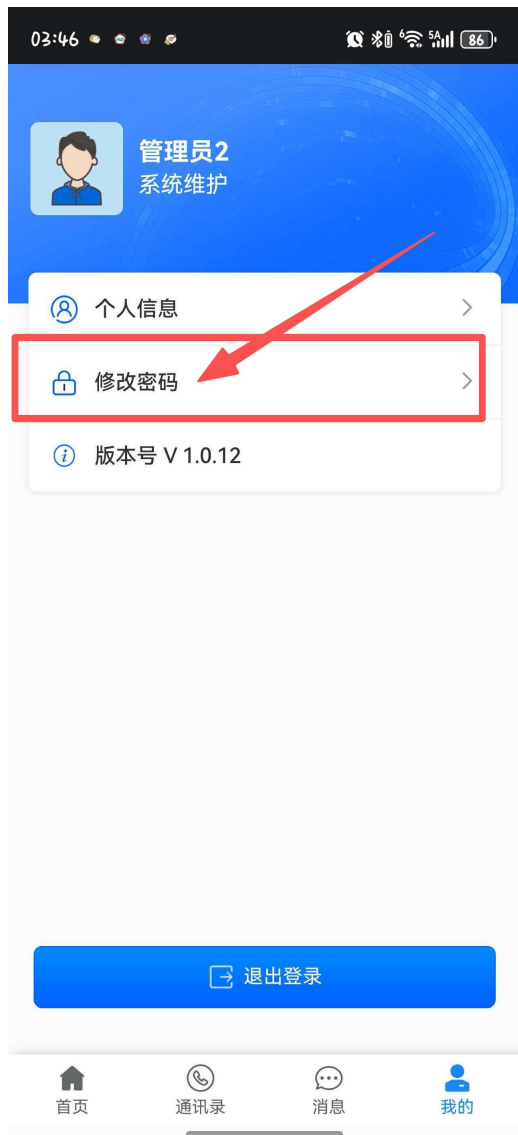 03:46
6 5A 86
管理员2
系统维护
个人信息
修改密码
版本号 V 1.0.12
退出登录
首页 通讯录 消息 我的